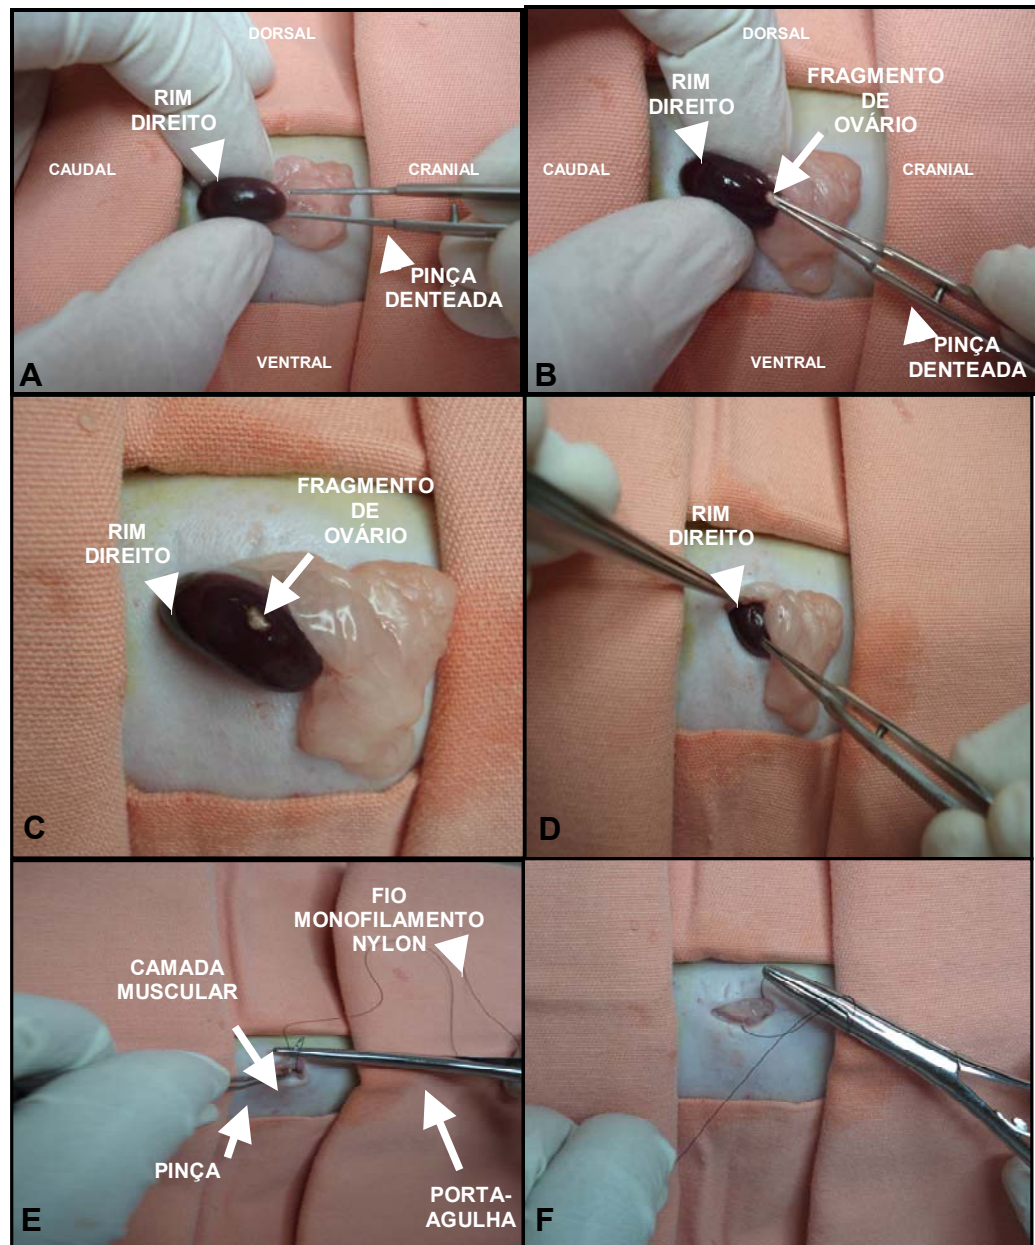 DORSAL
RIM
DIREITO
CAUDAL
CRANIAL
PINÇA
DENTEADA
VENTRAL
A
DORSAL
RIM
DIREITO
FRAGMENTO
DE
OVÁRIO
CAUDAL
CRANIAL
PINÇA
DENTEADA
VENTRAL
B
FRAGMENTO
DE
OVÁRIO
RIM
DIREITO
C
RIM
DIREITO
D
FIO
MONOFILAMENTO
NYLON
CAMADA
MUSCULAR
PINÇA
PORTA-
AGULHA
E
F